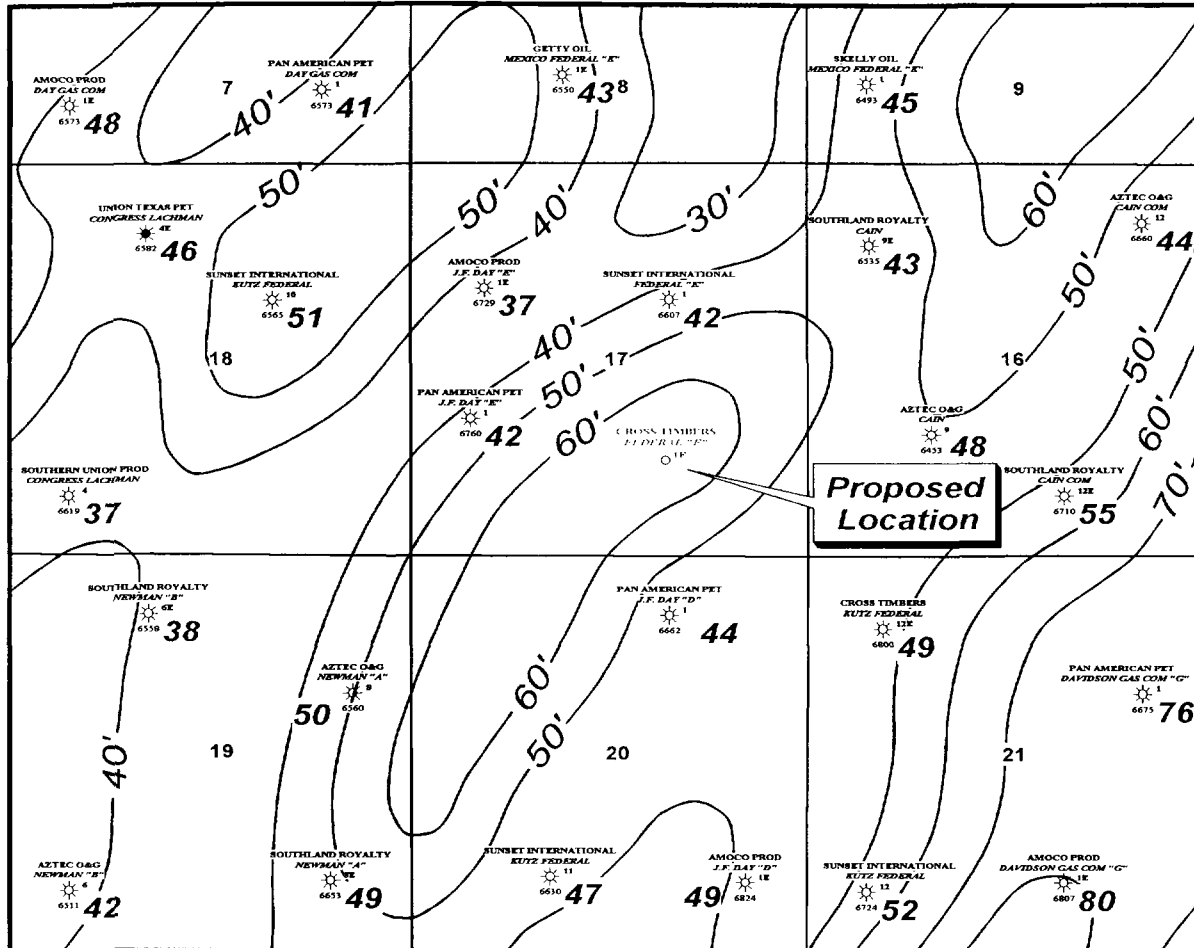 AMOCO PROD
DAY GAS COM
1E
6573 48
7
PAN AMERICAN PET
DAY GAS COM
1
6573 41
40'
GETTY OIL
MEXICO FEDERAL "E"
1E
6550 43
8
SKELLY OIL
MEXICO FEDERAL "E"
1
6493 45
9
50'
50'
40'
30'
60'
UNION TEXAS PET
CONGRESS LACHMAN
4E
6582 46
SUNSET INTERNATIONAL
KUTZ FEDERAL
10
6565 51
AMOCO PROD
J.F. DAY "E"
1E
6729 37
SUNSET INTERNATIONAL
FEDERAL "E"
1
6607 42
SOUTHLAND ROYALTY
CAIN
9E
6535 43
AZTEC O&G
CAIN COM
12
6660 44
50'
40'
50'
50'
18
17
16
PAN AMERICAN PET
J.F. DAY "E"
1
6760 42
60'
CROSS TIMBERS
FEDERAL "F"
1F
AZTEC O&G
CAIN
9
6453 48
60'
SOUTHERN UNION PROD
CONGRESS LACHMAN
4
6619 37
Proposed
Location
SOUTHLAND ROYALTY
CAIN COM
12E
6710 55
70'
SOUTHLAND ROYALTY
NEWMAN "B"
6E
6558 38
PAN AMERICAN PET
J.F. DAY "D"
1
6662 44
CROSS TIMBERS
KUTZ FEDERAL
12E
6800 49
AZTEC O&G
NEWMAN "A"
9
50 6560
60'
PAN AMERICAN PET
DAVIDSON GAS COM "G"
1
6675 76
40'
19
50'
20
21
AZTEC O&G
NEWMAN "B"
6
6511 42
SOUTHLAND ROYALTY
NEWMAN "A"
6653 49
SUNSET INTERNATIONAL
KUTZ FEDERAL
11
6630 47
AMOCO PROD
J.F. DAY "D"
1E
49 6824
SUNSET INTERNATIONAL
KUTZ FEDERAL
12
6724 52
AMOCO PROD
DAVIDSON GAS COM "G"
1E
6807 80